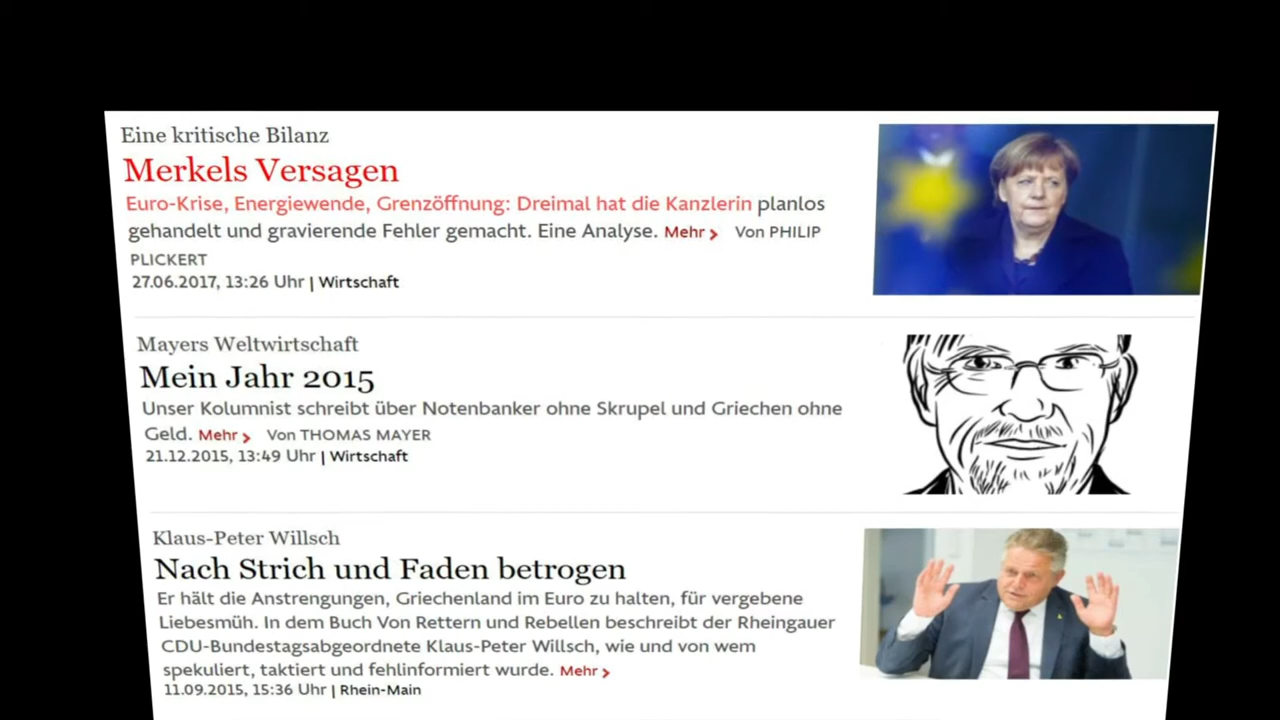 Eine kritische Bilanz
Merkels Versagen
Euro-Krise, Energiewende, Grenzöffnung: Dreimal hat die Kanzlerin planlos
gehandelt und gravierende Fehler gemacht. Eine Analyse. Mehr › Von PHILIP
PLICKERT
27.06.2017, 13:26 Uhr | Wirtschaft
Mayers Weltwirtschaft
Mein Jahr 2015
Unser Kolumnist schreibt über Notenbanker ohne Skrupel und Griechen ohne
Geld. Mehr › Von THOMAS MAYER
21.12.2015, 13:49 Uhr | Wirtschaft
Klaus-Peter Willsch
Nach Strich und Faden betrogen
Er hält die Anstrengungen, Griechenland im Euro zu halten, für vergebene
Liebesmüh. In dem Buch Von Rettern und Rebellen beschreibt der Rheingauer
CDU-Bundestagsabgeordnete Klaus-Peter Willsch, wie und von wem
spekuliert, taktiert und fehlinformiert wurde. Mehr ›
11.09.2015, 15:36 Uhr | Rhein-Main